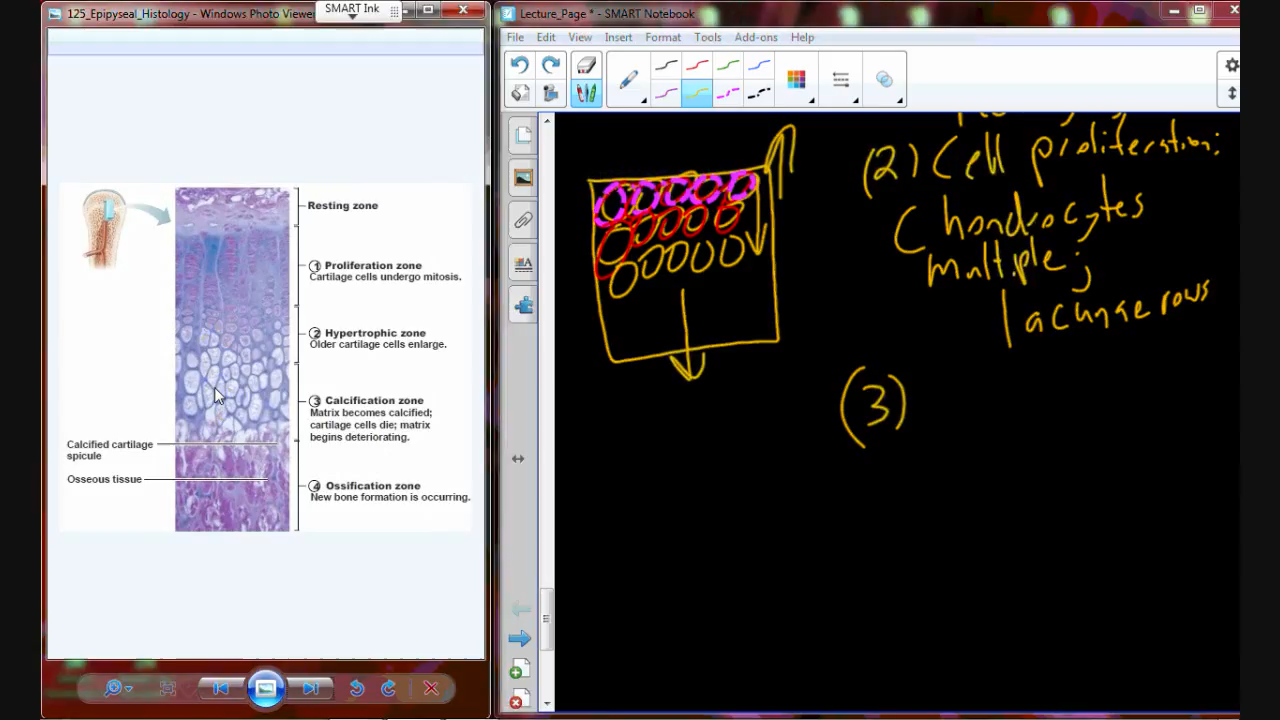 125_Epipyseal_Histology - Windows Photo Viewer
SMART Ink
Lecture_Page * - SMART Notebook
File Edit View Insert Format Tools Add-ons Help
Resting zone
1 Proliferation zone
Cartilage cells undergo mitosis.
2 Hypertrophic zone
Older cartilage cells enlarge.
3 Calcification zone
Matrix becomes calcified;
cartilage cells die; matrix
begins deteriorating.
Calcified cartilage
spicule
Osseous tissue
4 Ossification zone
New bone formation is occurring.
(2) Cell proliferation:
Chondrocytes
multiple;
lacunae rows
(3)